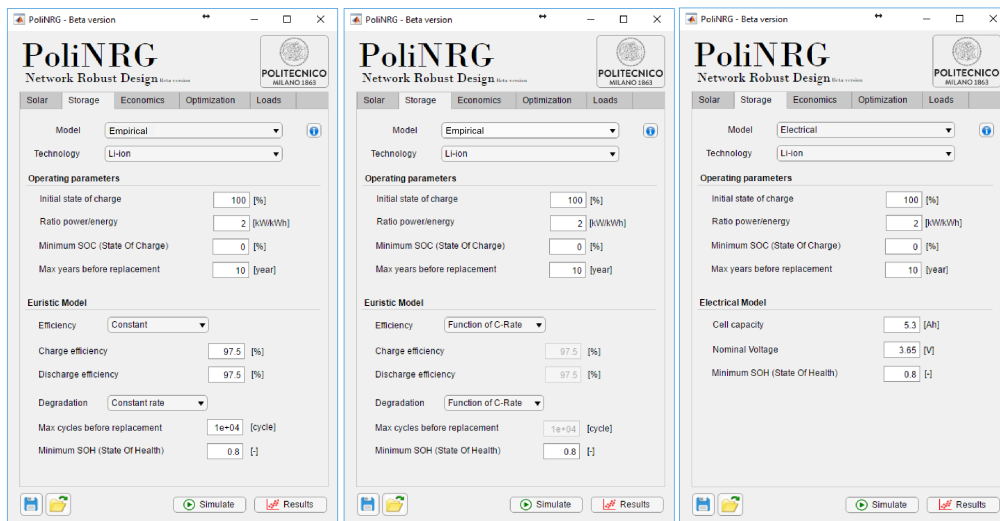 PoliNRG - Beta version
PoliNRG
Network Robust Design Beta version
POLITECNICO
MILANO 1863
Solar Storage Economics Optimization Loads
Model Empirical
Technology Li-ion
Operating parameters
Initial state of charge 100 [%]
Ratio power/energy 2 [kW/kWh]
Minimum SOC (State Of Charge) 0 [%]
Max years before replacement 10 [year]
Euristic Model
Efficiency Constant
Charge efficiency 97.5 [%]
Discharge efficiency 97.5 [%]
Degradation Constant rate
Max cycles before replacement 1e+04 [cycle]
Minimum SOH (State Of Health) 0.8 [-]
Simulate Results
PoliNRG - Beta version
PoliNRG
Network Robust Design Beta version
POLITECNICO
MILANO 1863
Solar Storage Economics Optimization Loads
Model Empirical
Technology Li-ion
Operating parameters
Initial state of charge 100 [%]
Ratio power/energy 2 [kW/kWh]
Minimum SOC (State Of Charge) 0 [%]
Max years before replacement 10 [year]
Euristic Model
Efficiency Function of C-Rate
Charge efficiency 97.5 [%]
Discharge efficiency 97.5 [%]
Degradation Function of C-Rate
Max cycles before replacement 1e+04 [cycle]
Minimum SOH (State Of Health) 0.8 [-]
Simulate Results
PoliNRG - Beta version
PoliNRG
Network Robust Design Beta version
POLITECNICO
MILANO 1863
Solar Storage Economics Optimization Loads
Model Electrical
Technology Li-ion
Operating parameters
Initial state of charge 100 [%]
Ratio power/energy 2 [kW/kWh]
Minimum SOC (State Of Charge) 0 [%]
Max years before replacement 10 [year]
Electrical Model
Cell capacity 5.3 [Ah]
Nominal Voltage 3.65 [V]
Minimum SOH (State Of Health) 0.8 [-]
Simulate Results